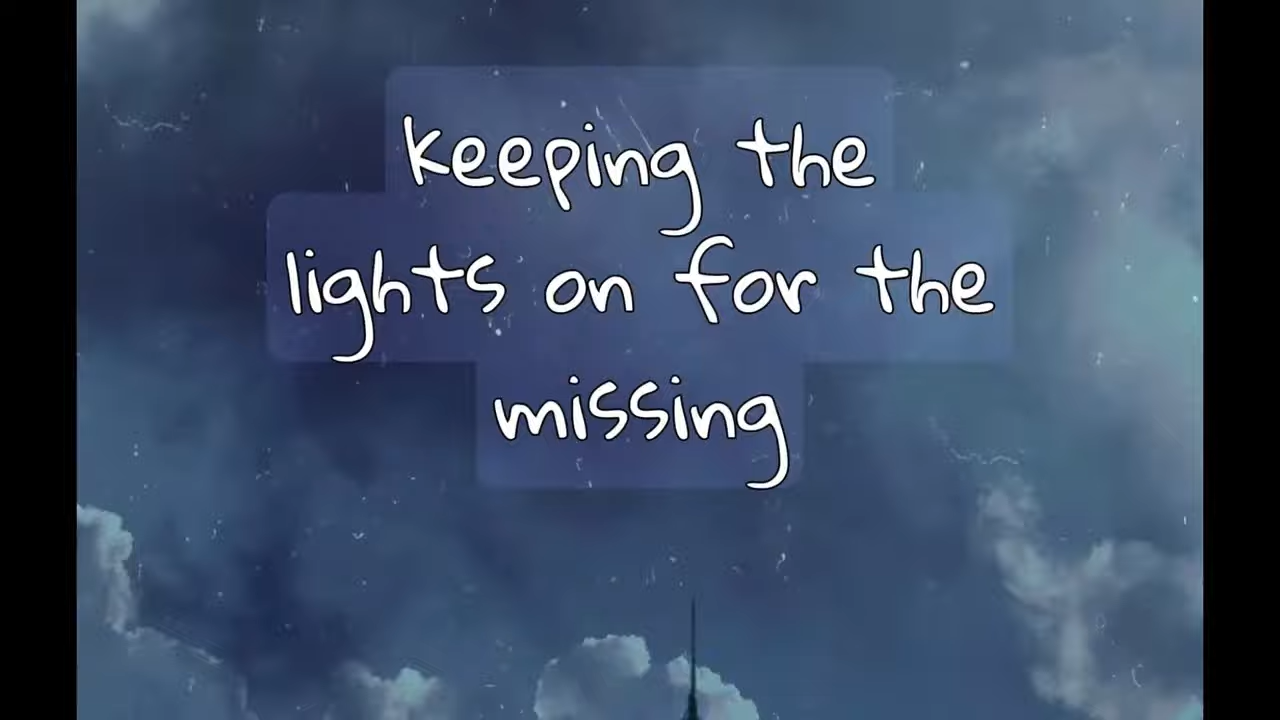 keeping the
lights on for the
missing